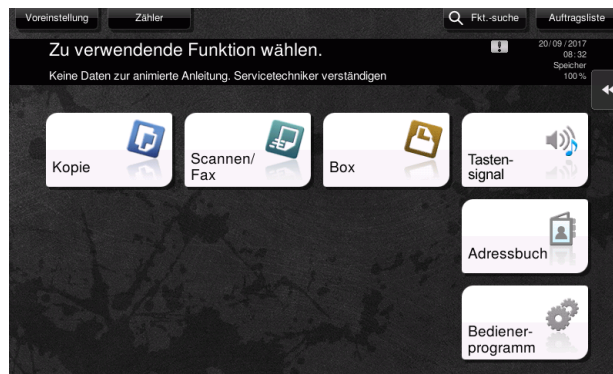 Voreinstellung
Zähler
Fkt.-suche
Auftragsliste
Zu verwendende Funktion wählen.
Keine Daten zur animierte Anleitung. Servicetechniker verständigen
20/09/2017
08:32
Speicher
100 %
Kopie
Scannen/
Fax
Box
Tasten-
signal
Adressbuch
Bediener-
programm